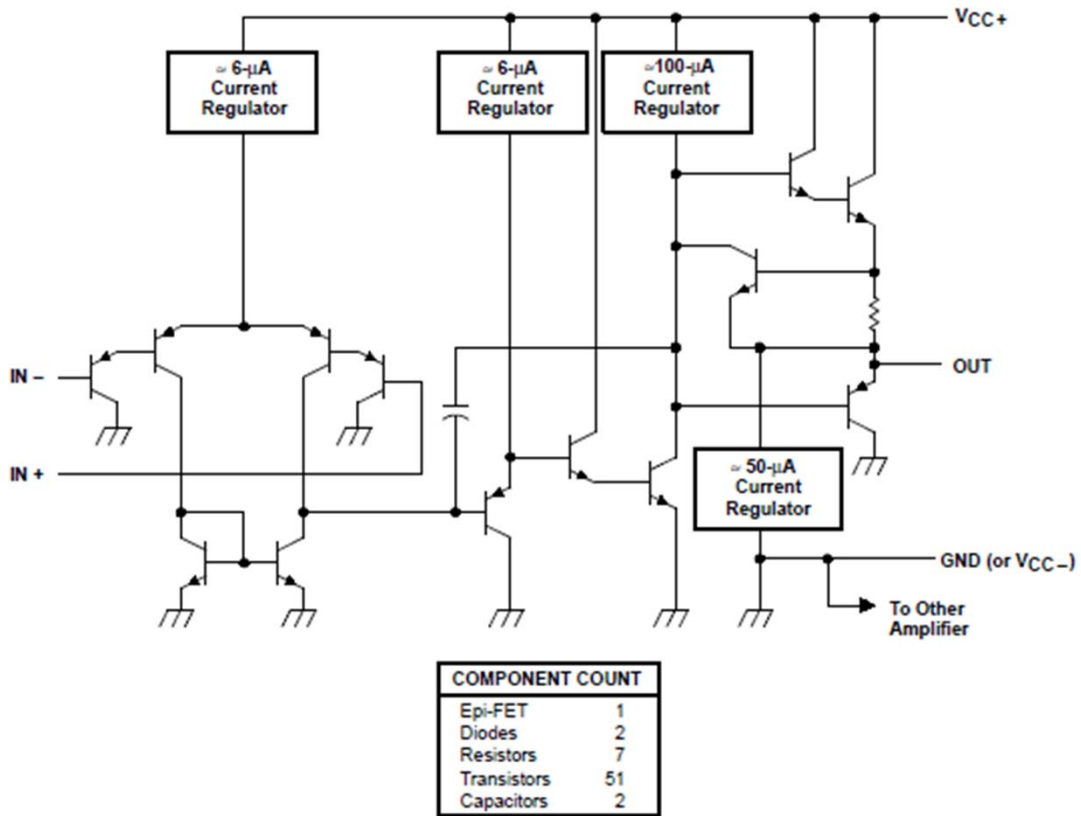 VCC+
≃ 6-µA
Current
Regulator
≃ 6-µA
Current
Regulator
≃100-µA
Current
Regulator
IN –
OUT
IN +
≃ 50-µA
Current
Regulator
GND (or VCC–)
To Other
Amplifier
COMPONENT COUNT
Epi-FET 1
Diodes 2
Resistors 7
Transistors 51
Capacitors 2